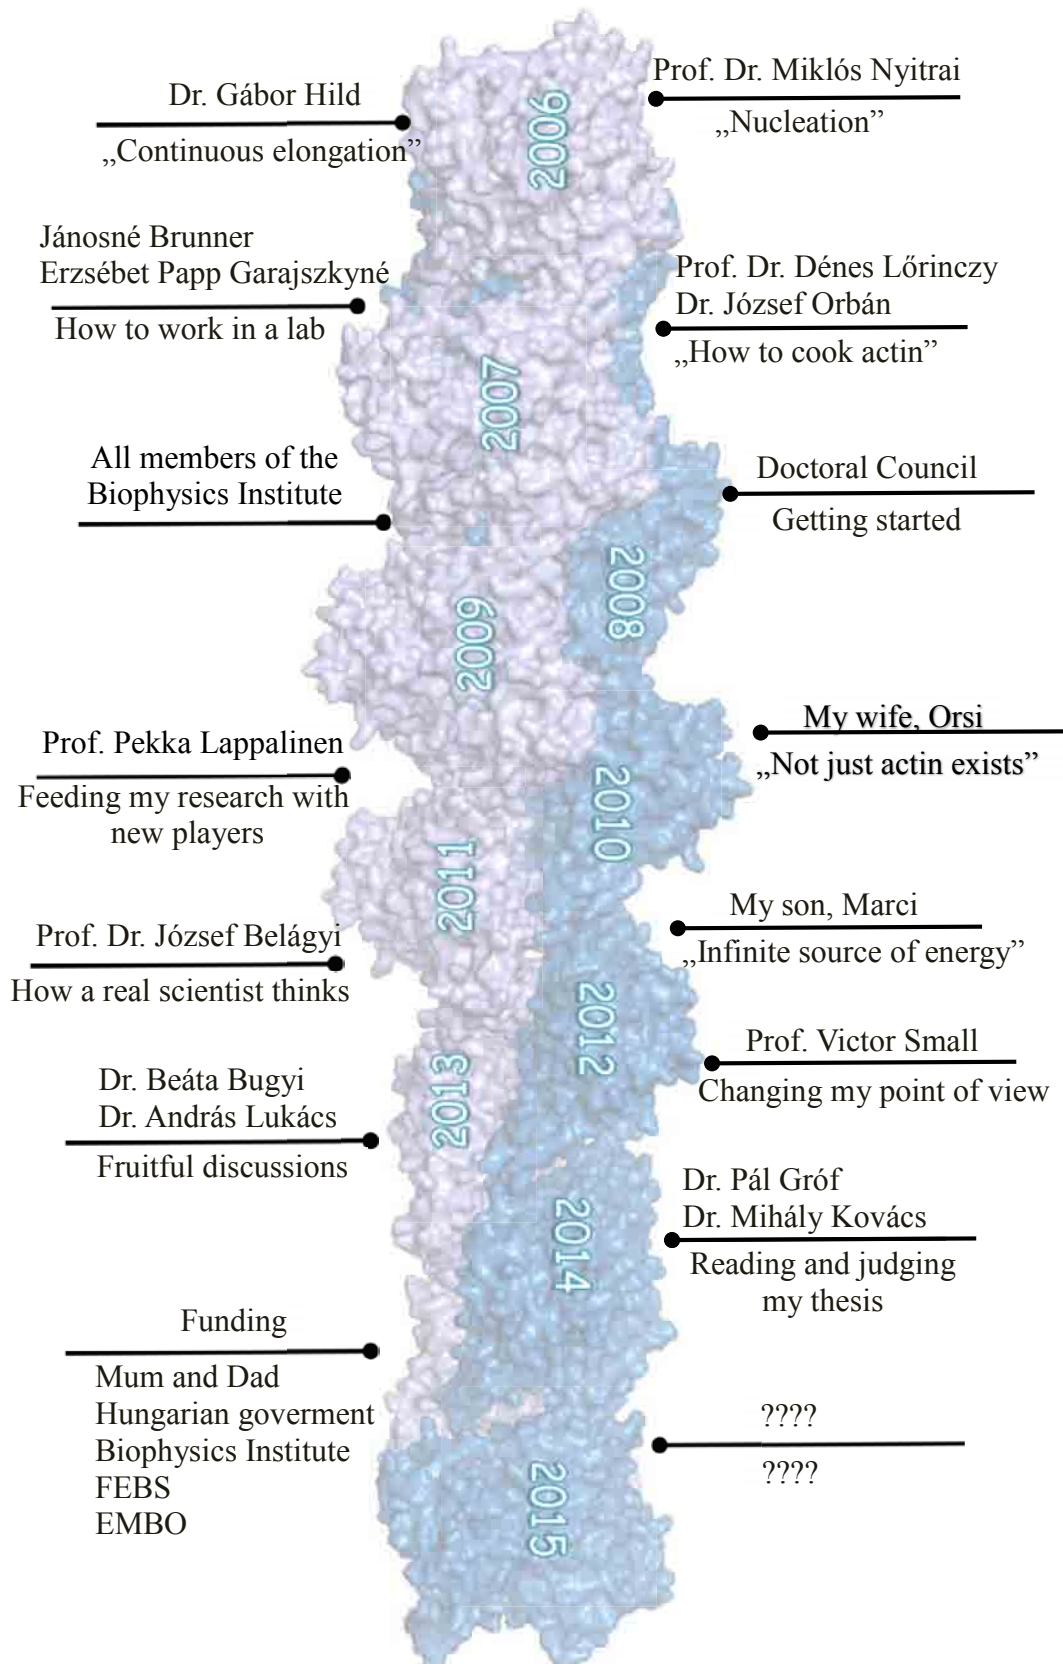 Prof. Dr. Miklós Nyitrai
„Nucleation”
Dr. Gábor Hild
„Continuous elongation”
2006
Jánosné Brunner
Erzsébet Papp Garajszkyné
How to work in a lab
Prof. Dr. Dénes Lőrinczy
Dr. József Orbán
„How to cook actin”
2007
All members of the
Biophysics Institute
Doctoral Council
Getting started
2008
2009
My wife, Orsi
„Not just actin exists”
Prof. Pekka Lappalinen
Feeding my research with
new players
2010
2011
My son, Marci
„Infinite source of energy”
Prof. Dr. József Belágyi
How a real scientist thinks
2012
Prof. Victor Small
Changing my point of view
2013
Dr. Beáta Bugyi
Dr. András Lukács
Fruitful discussions
Dr. Pál Gróf
Dr. Mihály Kovács
Reading and judging
my thesis
2014
Funding
Mum and Dad
Hungarian goverment
Biophysics Institute
FEBS
EMBO
????
????
2015